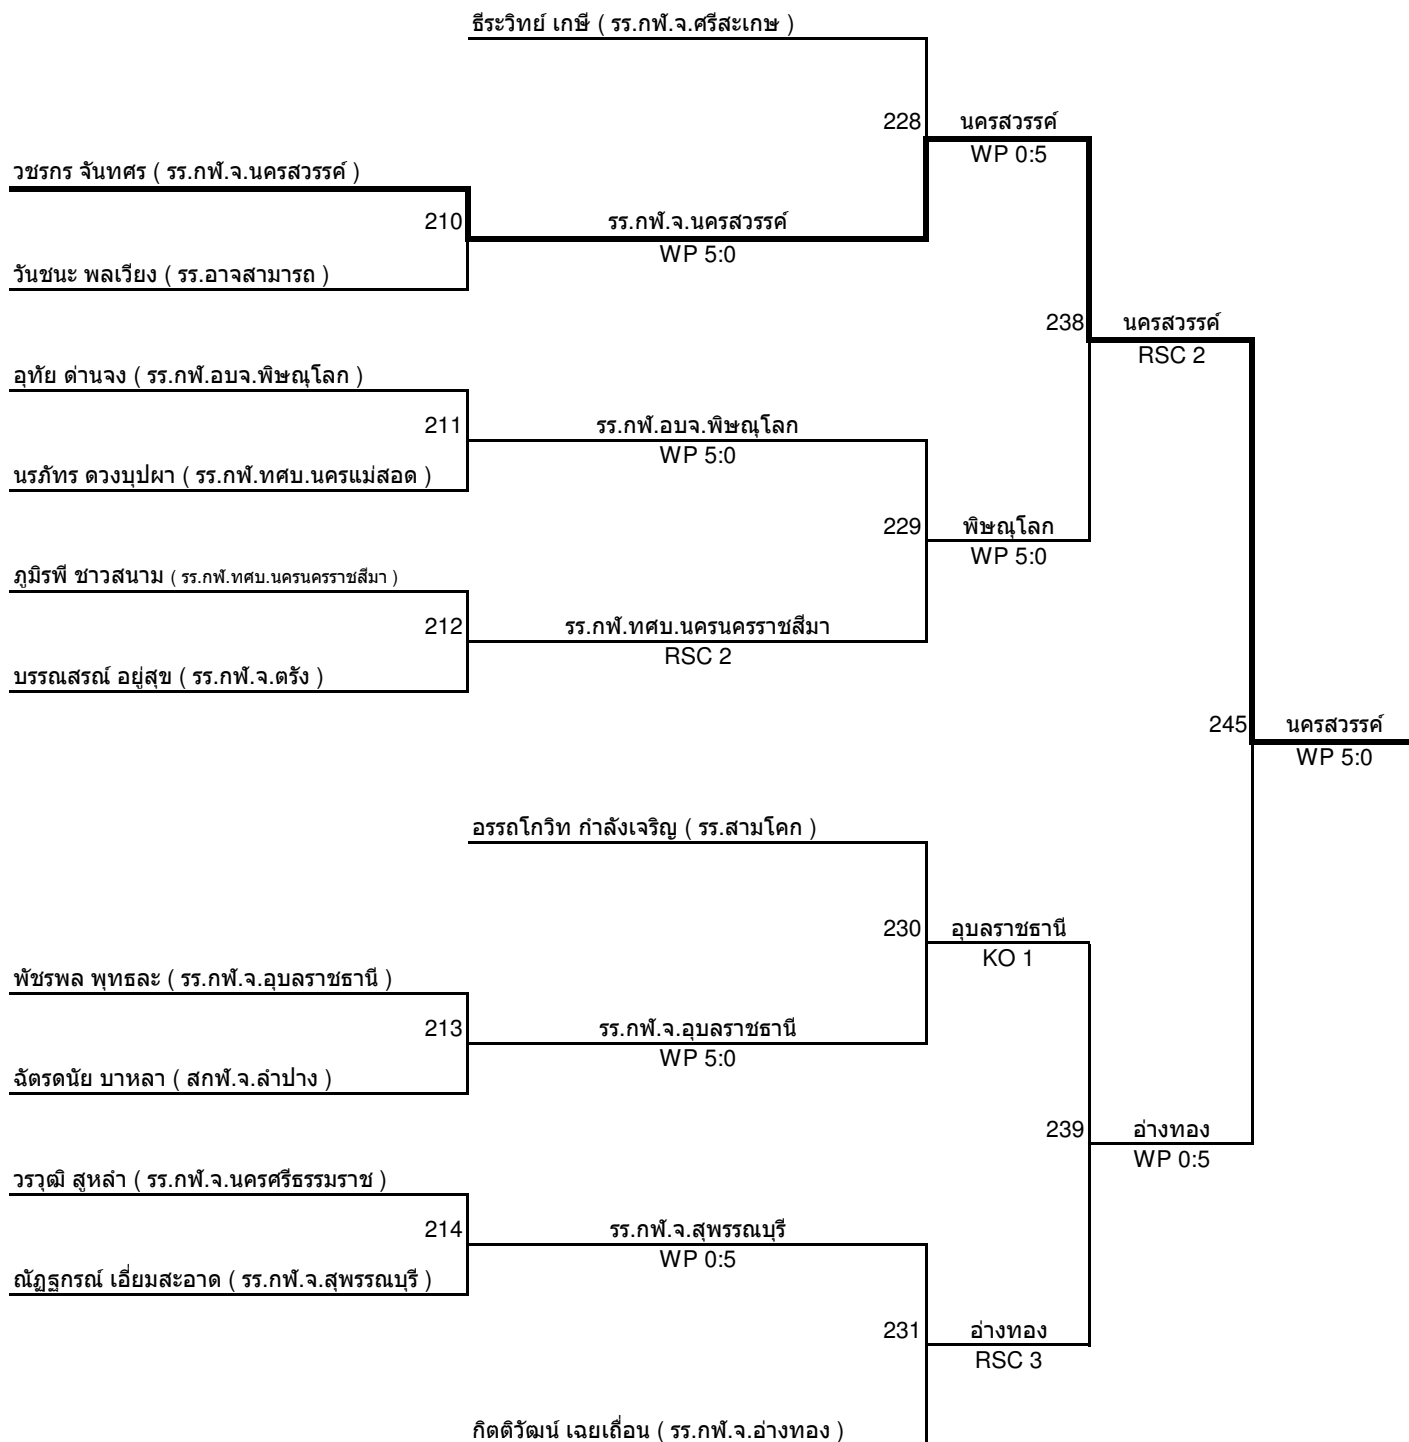 ธีระวิทย์ เกษี ( รร.กฬ.จ.ศรีสะเกษ )
228 นครสวรรค์
WP 0:5
วชรกร จันทศร ( รร.กฬ.จ.นครสวรรค์ )
210 รร.กฬ.จ.นครสวรรค์
WP 5:0
วันชนะ พลเวียง ( รร.อาจสามารถ )
238 นครสวรรค์
RSC 2
อุทัย ด่านจง ( รร.กฬ.อบจ.พิษณุโลก )
211 รร.กฬ.อบจ.พิษณุโลก
WP 5:0
นรภัทร ดวงบุปผา ( รร.กฬ.ทศบ.นครแม่สอด )
229 พิษณุโลก
WP 5:0
ภูมิรพี ชาวสนาม ( รร.กฬ.ทศบ.นครนครราชสีมา )
212 รร.กฬ.ทศบ.นครนครราชสีมา
RSC 2
บรรณสรณ์ อยู่สุข ( รร.กฬ.จ.ตรัง )
245 นครสวรรค์
WP 5:0
อรรถโกวิท กำลังเจริญ ( รร.สามโคก )
230 อุบลราชธานี
KO 1
พัชรพล พุทธละ ( รร.กฬ.จ.อุบลราชธานี )
213 รร.กฬ.จ.อุบลราชธานี
WP 5:0
ฉัตรดนัย บาหลา ( สกฬ.จ.ลำปาง )
239 อ่างทอง
WP 0:5
วรวุฒิ สูหลำ ( รร.กฬ.จ.นครศรีธรรมราช )
214 รร.กฬ.จ.สุพรรณบุรี
WP 0:5
ณัฏฐกรณ์ เอี่ยมสะอาด ( รร.กฬ.จ.สุพรรณบุรี )
231 อ่างทอง
RSC 3
กิตติวัฒน์ เฉยเถื่อน ( รร.กฬ.จ.อ่างทอง )